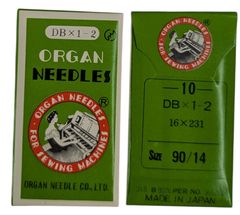 DB×1-2
ORGAN
NEEDLES
®
ORGAN NEEDLES
FOR SEWING MACHINES
ORGAN NEEDLE CO., LTD.
ORGAN NEEDLES
FOR SEWING MACHINES
®
10
DB×1-2
16×231
SIZE 90/14
MADE IN JAPAN